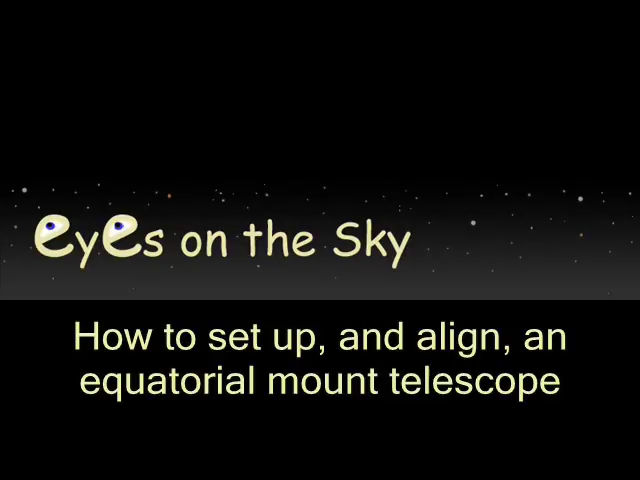 eyes on the Sky
How to set up, and align, an
equatorial mount telescope